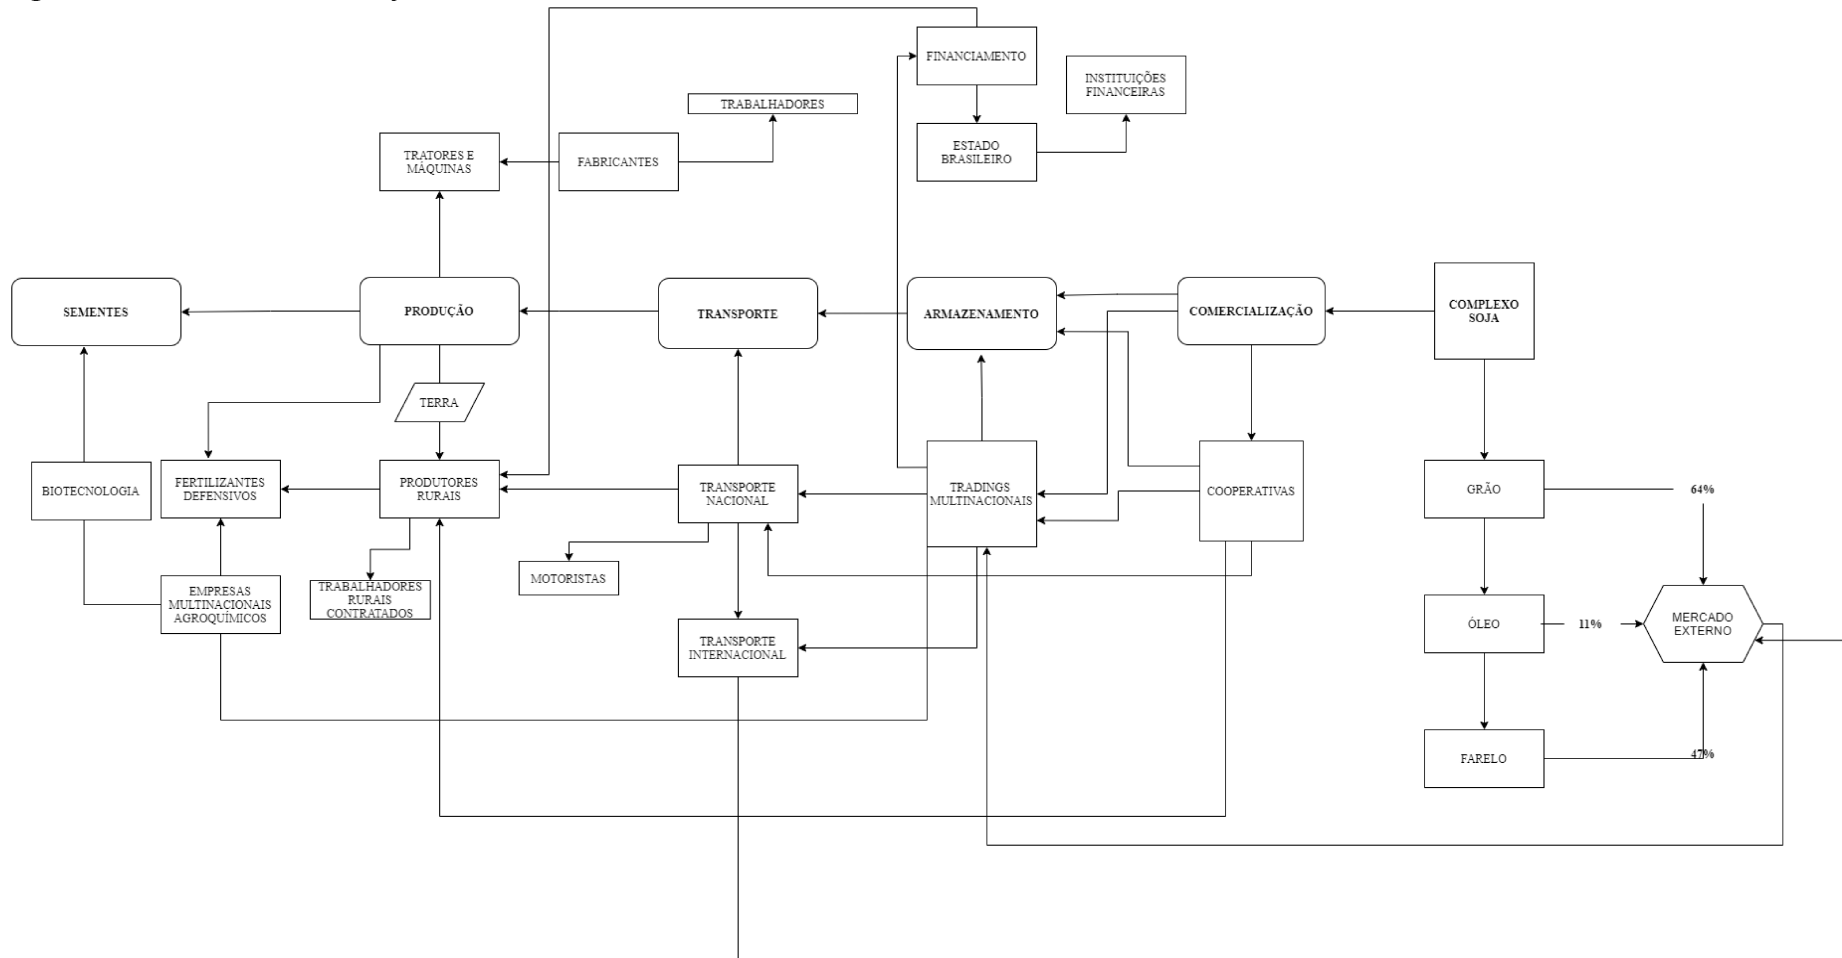 FINANCIAMENTO
INSTITUIÇÕES
FINANCEIRAS
TRABALHADORES
TRATORES E
MÁQUINAS
FABRICANTES
ESTADO
BRASILEIRO
SEMENTES
PRODUÇÃO
TRANSPORTE
ARMAZENAMENTO
COMERCIALIZAÇÃO
COMPLEXO
SOJA
TERRA
BIOTECNOLOGIA
FERTILIZANTES
DEFENSIVOS
PRODUTORES
RURAIS
TRANSPORTE
NACIONAL
TRADINGS
MULTINACIONAIS
COOPERATIVAS
GRÃO
64%
MOTORISTAS
TRABALHADORES
RURAIS
CONTRATADOS
EMPRESAS
MULTINACIONAIS
AGROQUÍMICOS
TRANSPORTE
INTERNACIONAL
ÓLEO
11%
MERCADO
EXTERNO
FARELO
47%